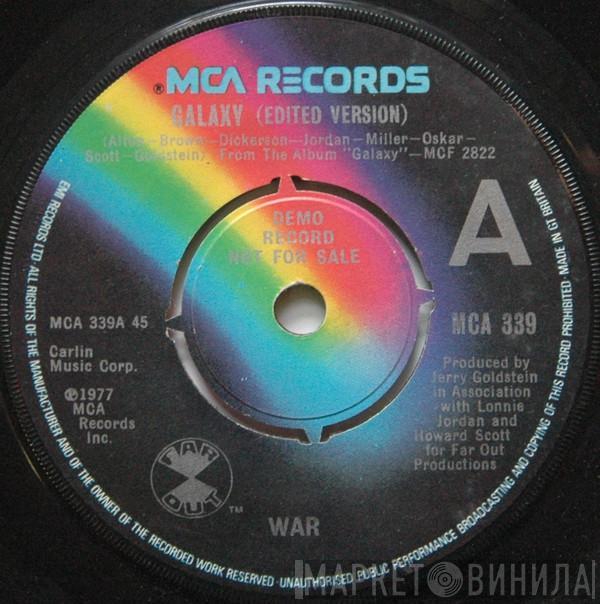 ® MCA RECORDS
GALAXY (EDITED VERSION)
(Allen—Brown—Dickerson—Jordan—Miller—Oskar—
Scott—Goldstein) From The Album "Galaxy"—MCF 2822
A
DEMO
RECORD
NOT FOR SALE
MCA 339A 45
MCA 339
Carlin
Music Corp.
℗1977
MCA
Records
Inc.
Produced by
Jerry Goldstein
in Association
with Lonnie
Jordan and
Howard Scott
for Far Out
Productions
FAR
OUT
TM
WAR
EMI RECORDS LTD ALL RIGHTS OF THE MANUFACTURER AND OF THE OWNER OF THE RECORDED WORK RESERVED·UNAUTHORISED PUBLIC PERFORMANCE BROADCASTING AND COPYING OF THIS RECORD PROHIBITED·MADE IN GT BRITAIN
МАРКЕТ ВИНИЛА